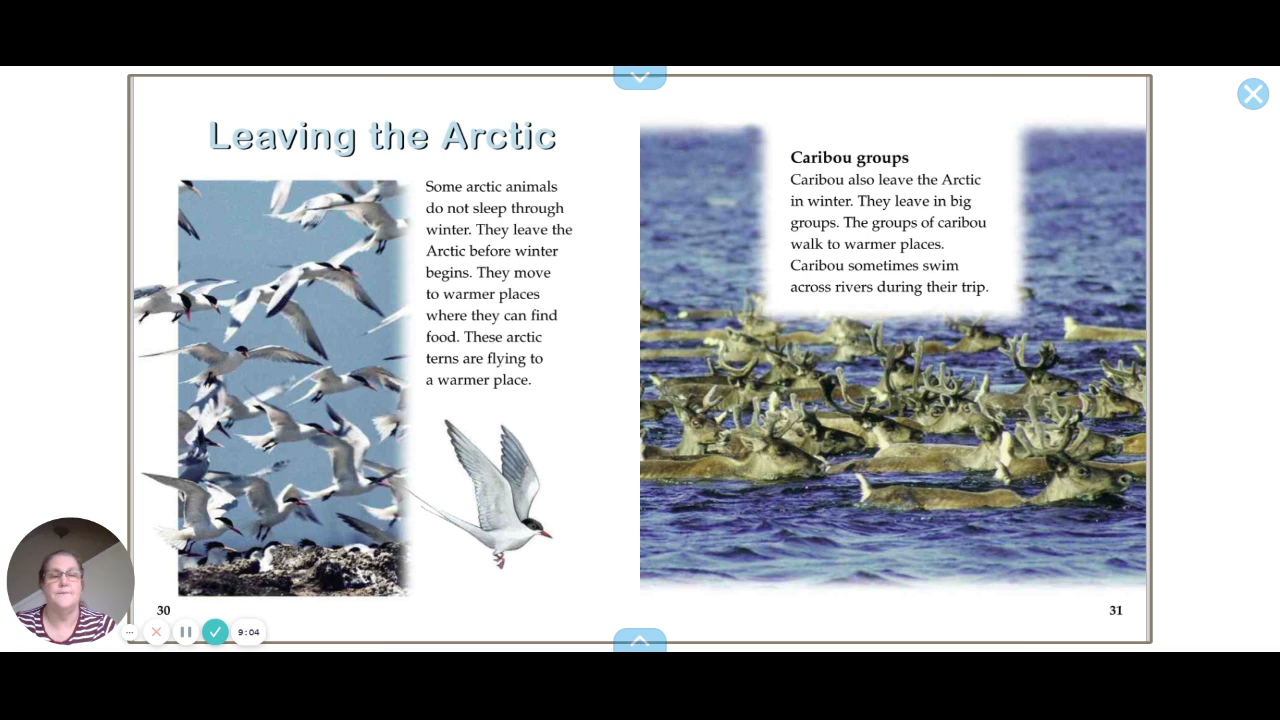 Leaving the Arctic
Some arctic animals
do not sleep through
winter. They leave the
Arctic before winter
begins. They move
to warmer places
where they can find
food. These arctic
terns are flying to
a warmer place.
30
9:04
Caribou groups
Caribou also leave the Arctic
in winter. They leave in big
groups. The groups of caribou
walk to warmer places.
Caribou sometimes swim
across rivers during their trip.
31